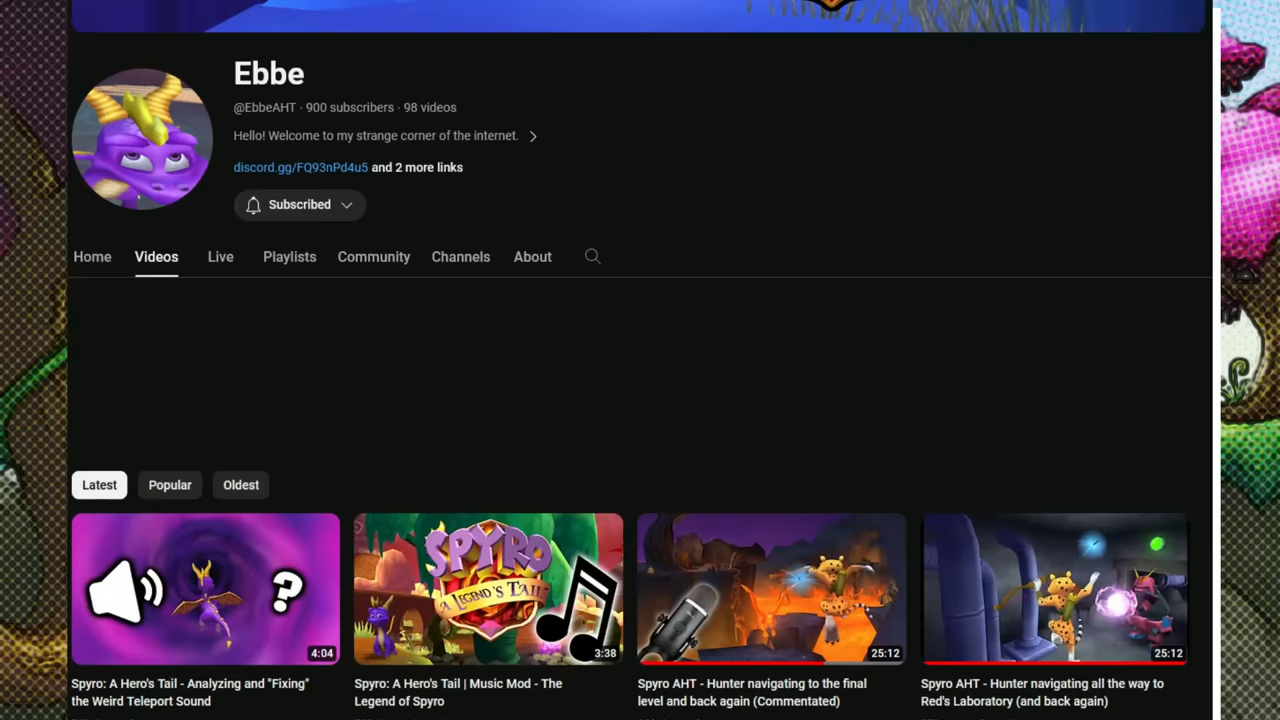 Ebbe
@EbbeAHT · 900 subscribers · 98 videos
Hello! Welcome to my strange corner of the internet.
discord.gg/FQ93nPd4u5 and 2 more links
Subscribed
Home Videos Live Playlists Community Channels About
Latest Popular Oldest
?
4:04
SPYRO
A LEGEND'S TAIL
3:38
25:12
25:12
Spyro: A Hero's Tail - Analyzing and "Fixing"
the Weird Teleport Sound
Spyro: A Hero's Tail | Music Mod - The
Legend of Spyro
Spyro AHT - Hunter navigating to the final
level and back again (Commentated)
Spyro AHT - Hunter navigating all the way to
Red's Laboratory (and back again)